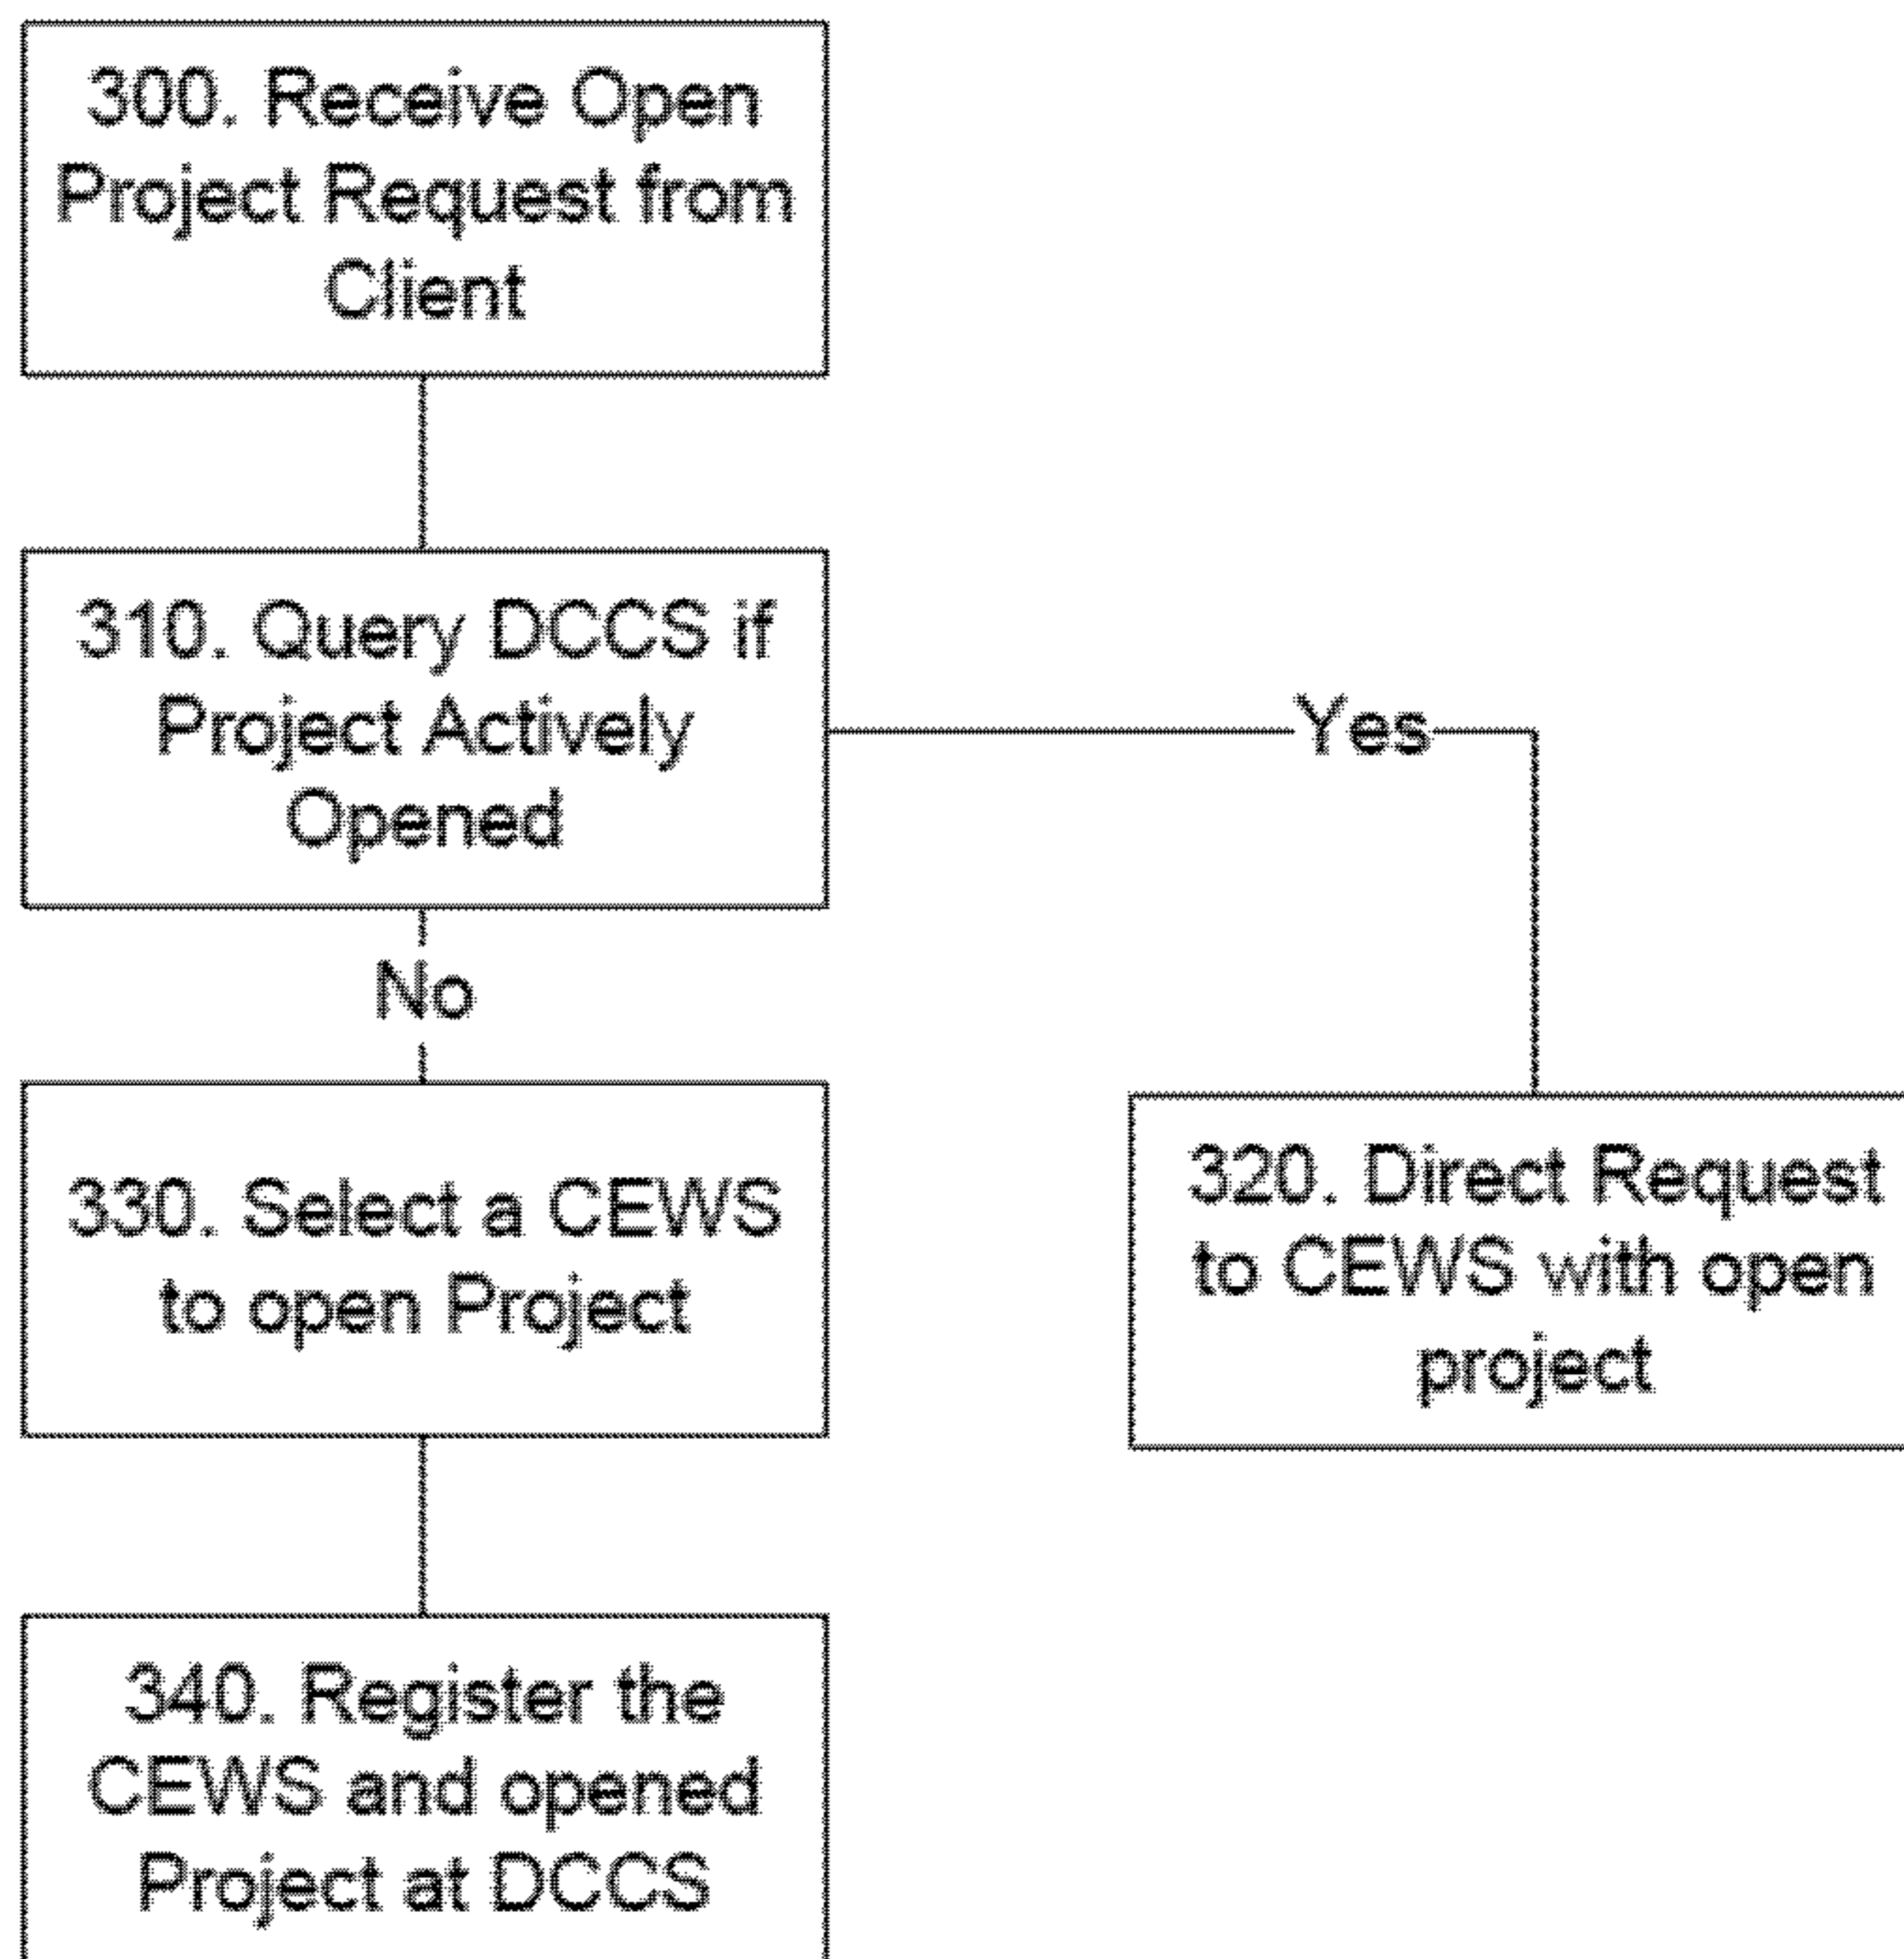 300. Receive Open
Project Request from
Client
310. Query DCCS if
Project Actively
Opened
Yes
No
330. Select a CEWS
to open Project
320. Direct Request
to CEWS with open
project
340. Register the
CEWS and opened
Project at DCCS